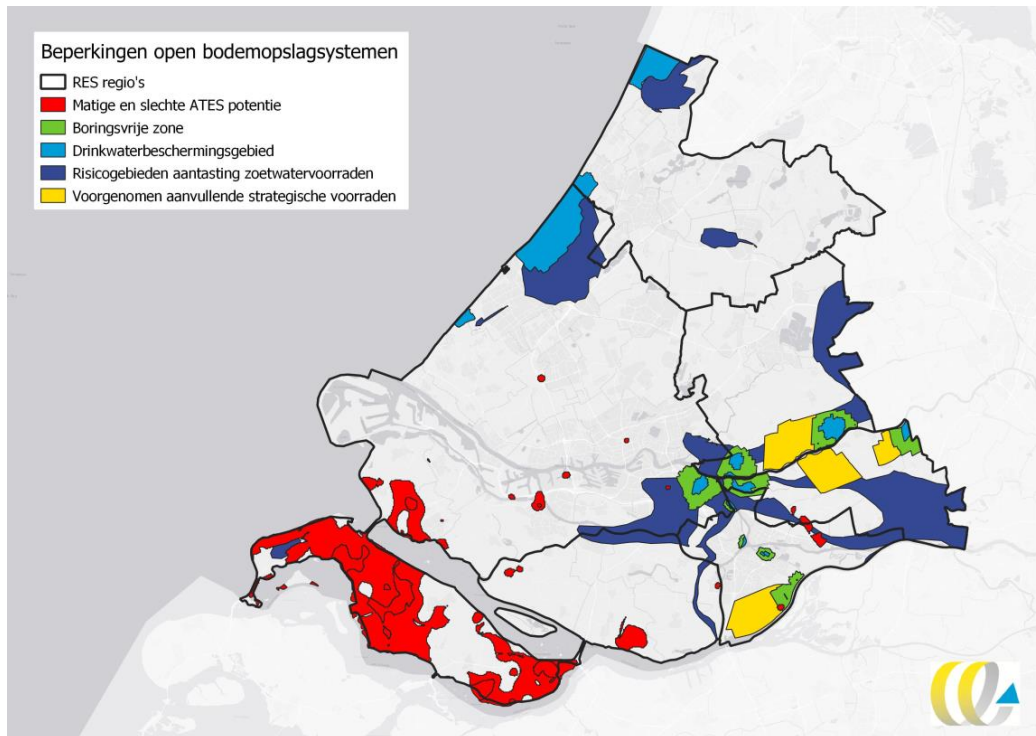 Beperkingen open bodemopslagsystemen
RES regio's
Matige en slechte ATES potentie
Boringsvrije zone
Drinkwaterbeschermingsgebied
Risicogebieden aantasting zoetwatervoorraden
Voorgenomen aanvullende strategische voorraden